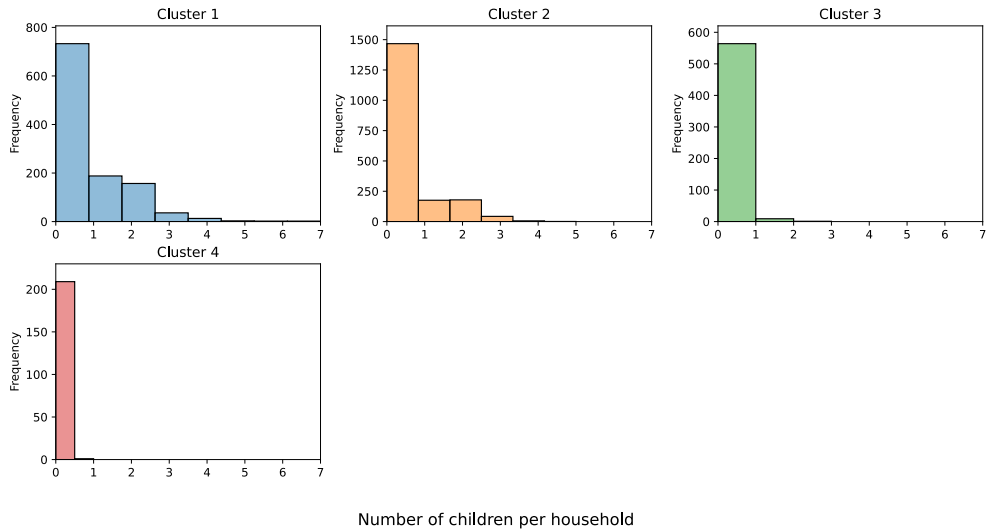 Cluster 1
Cluster 2
Cluster 3
Frequency
800
600
400
200
0
0 1 2 3 4 5 6 7
Frequency
1500
1250
1000
750
500
250
0
0 1 2 3 4 5 6 7
Frequency
600
500
400
300
200
100
0
0 1 2 3 4 5 6 7
Cluster 4
Frequency
200
150
100
50
0
0 1 2 3 4 5 6 7
Number of children per household